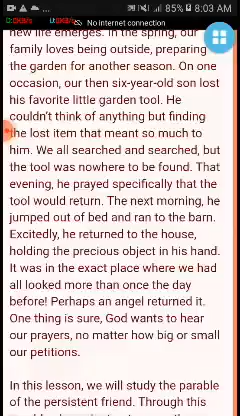 85% 8:03 AM
No internet connection
new life emerges. In the spring, our
family loves being outside, preparing
the garden for another season. On one
occasion, our then six-year-old son lost
his favorite little garden tool. He
couldn't think of anything but finding
the lost item that meant so much to
him. We all searched and searched, but
the tool was nowhere to be found. That
evening, he prayed specifically that the
tool would return. The next morning, he
jumped out of bed and ran to the barn.
Excitedly, he returned to the house,
holding the precious object in his hand.
It was in the exact place where we had
all looked more than once the day
before! Perhaps an angel returned it.
One thing is sure, God wants to hear
our prayers, no matter how big or small
our petitions.
In this lesson, we will study the parable
of the persistent friend. Through this